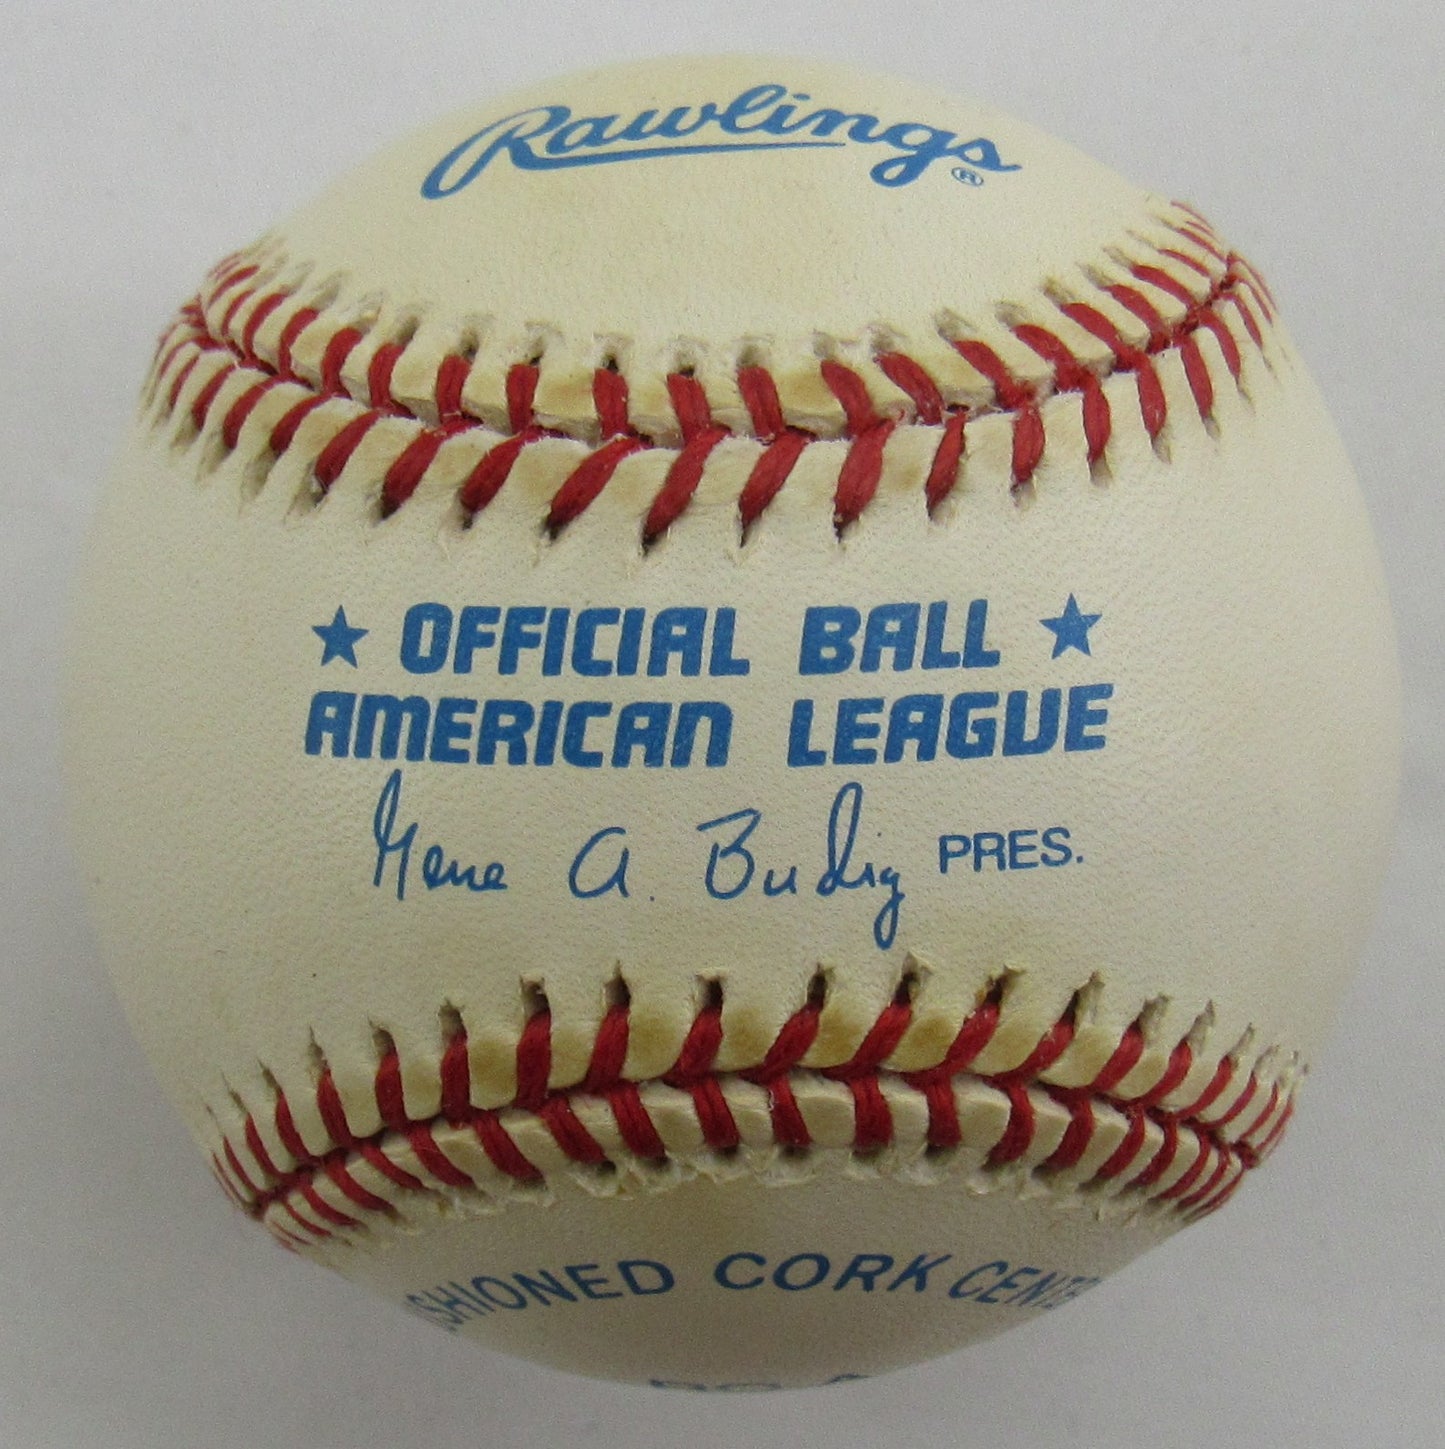 Rawlings ®
★ OFFICIAL BALL ★
AMERICAN LEAGUE
Gene A. Budig PRES.
SHIONED CORK CENTE